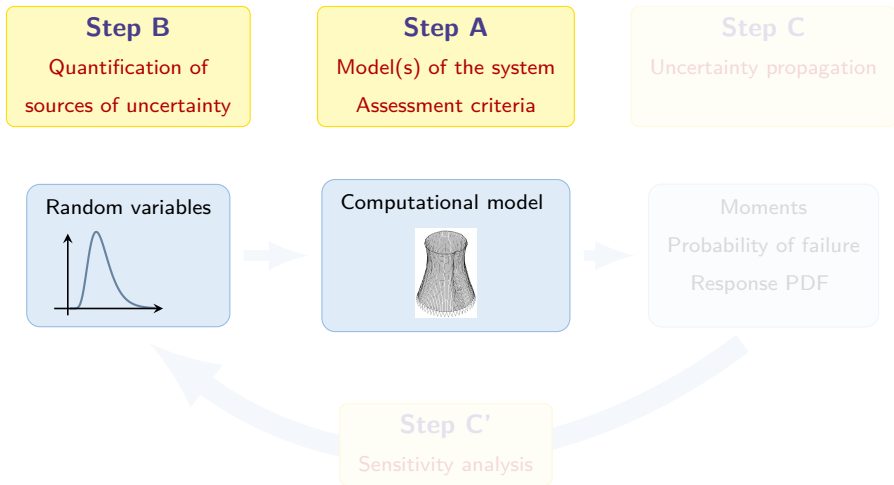 Step B
Quantification of
sources of uncertainty
Step A
Model(s) of the system
Assessment criteria
Step C
Uncertainty propagation
Random variables
Computational model
Moments
Probability of failure
Response PDF
Step C'
Sensitivity analysis